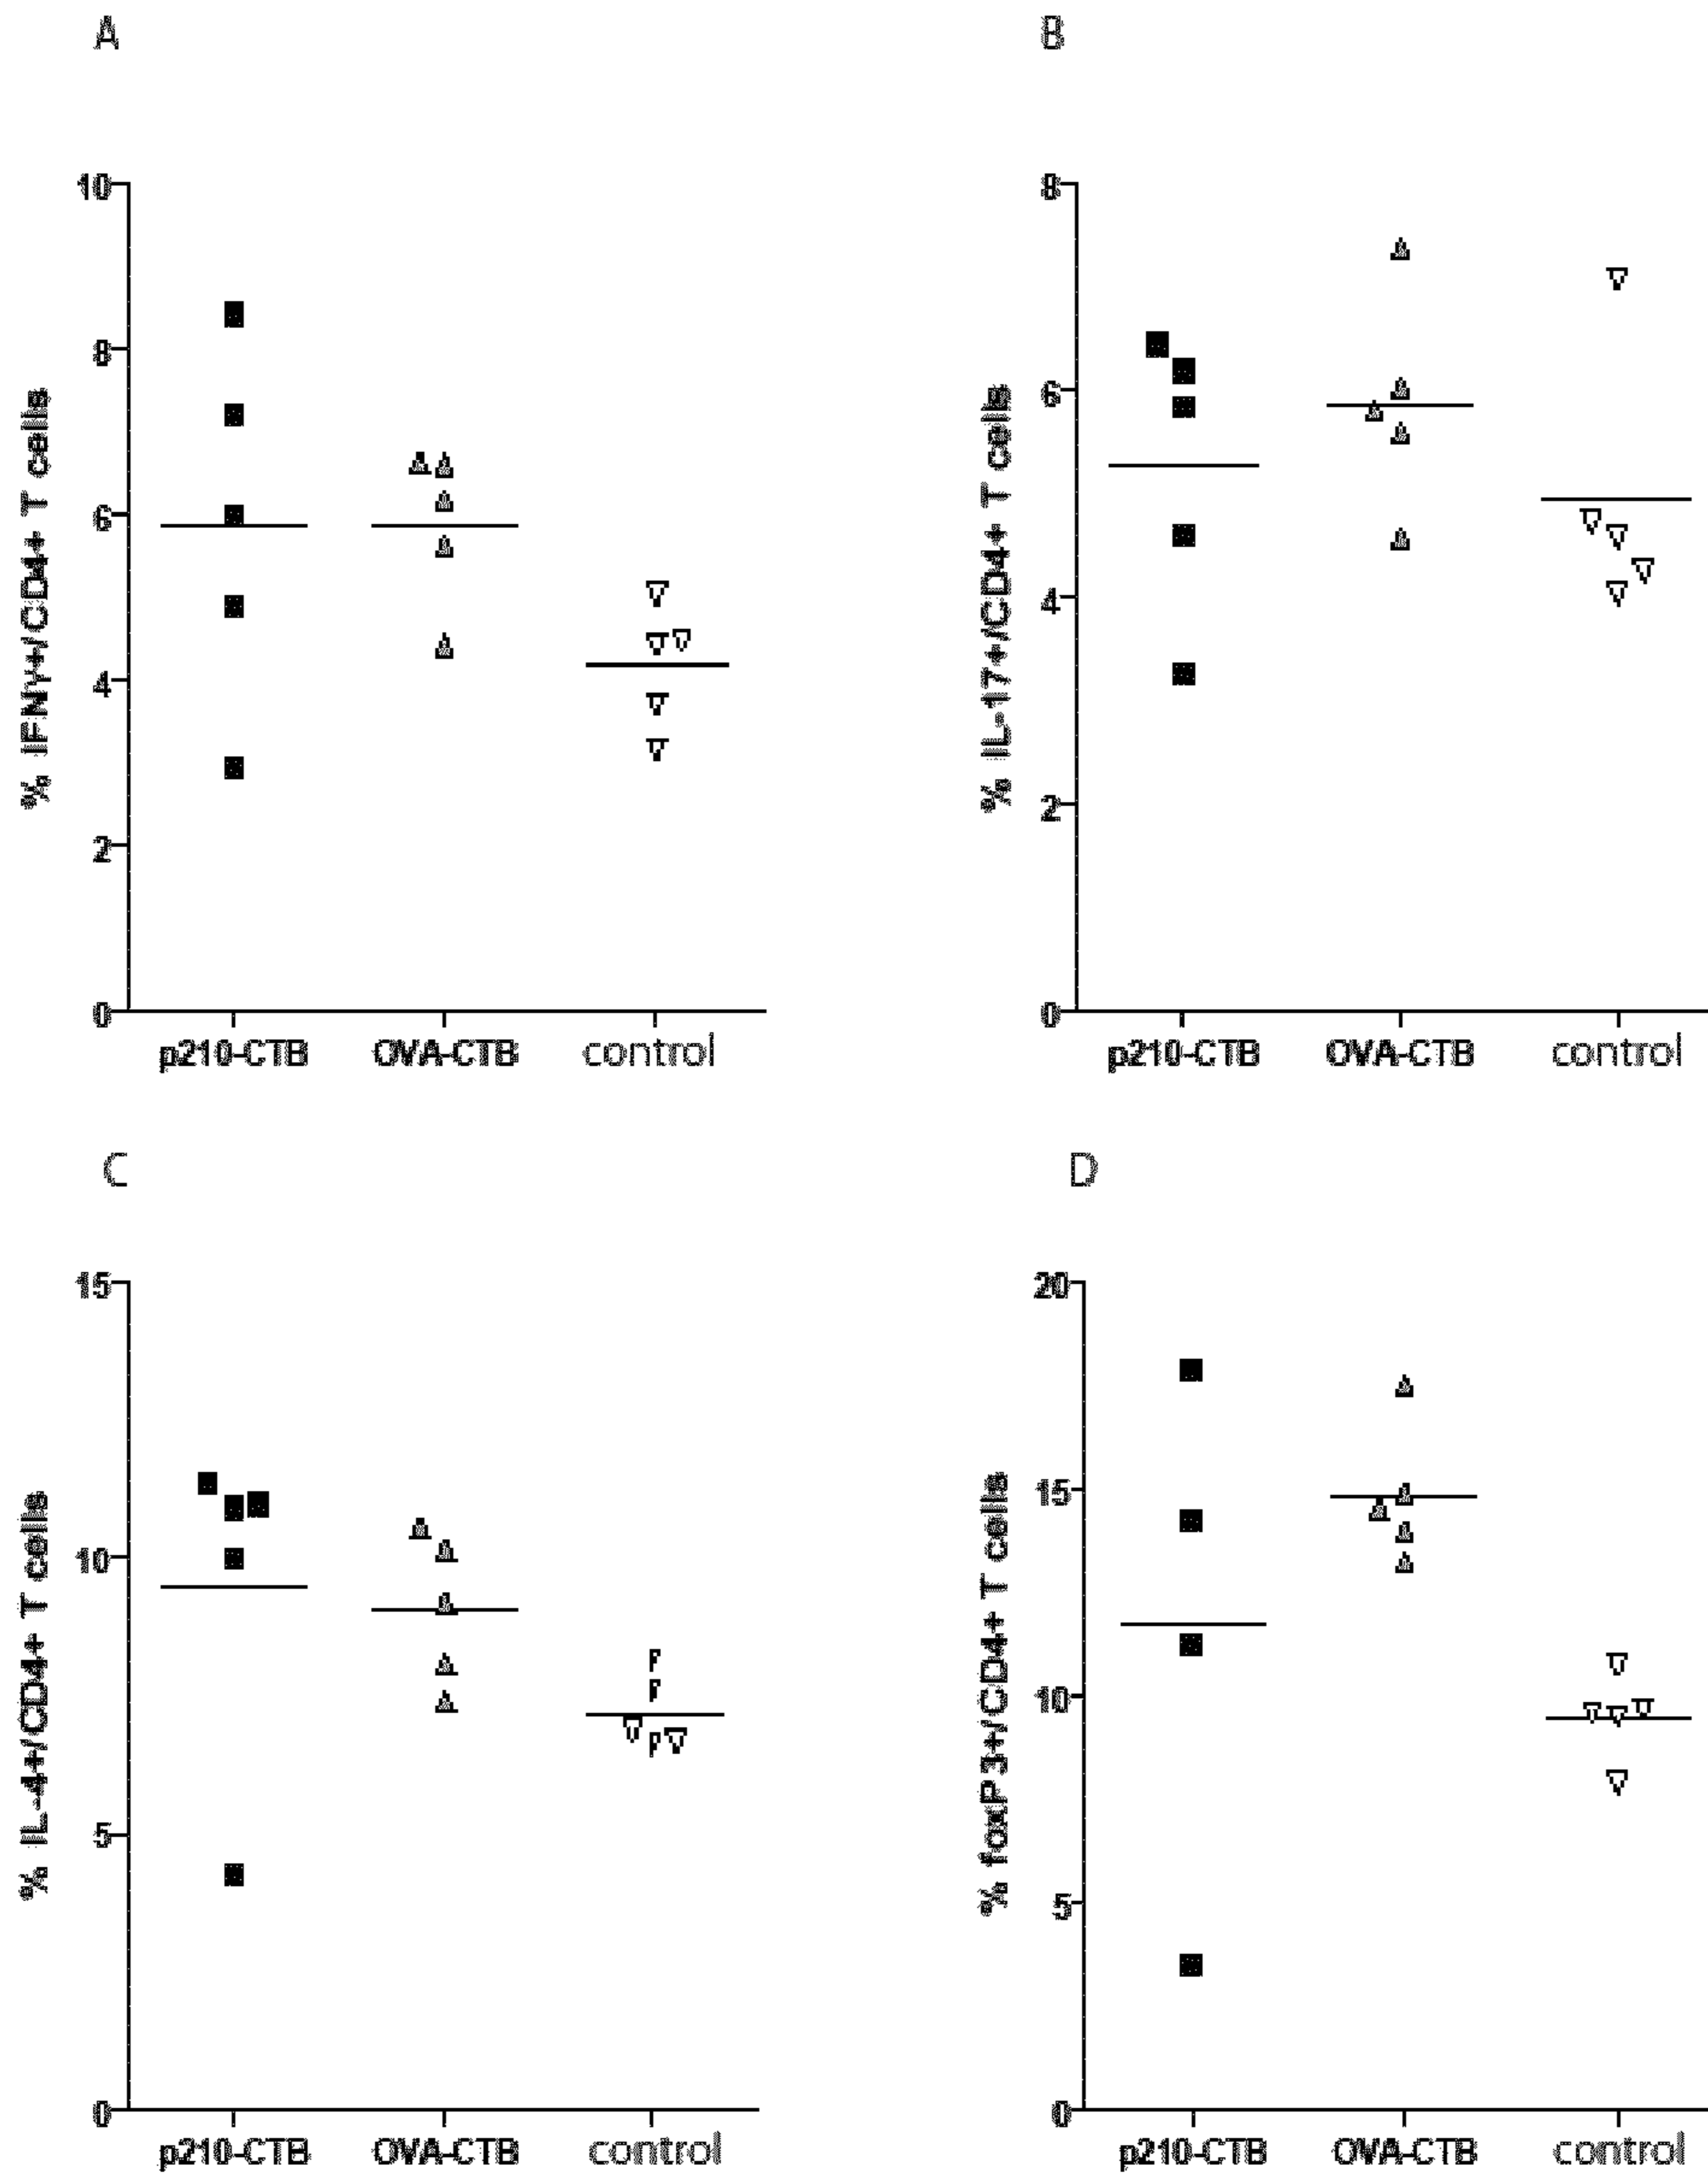 A
B
% IFNγ+/CD4+ T cells
10
8
6
4
2
0
p210-CTB OVA-CTB control
% IL-17+/CD4+ T cells
8
6
4
2
0
p210-CTB OVA-CTB control
C
D
% IL-4+/CD4+ T cells
15
10
5
0
p210-CTB OVA-CTB control
% foxP3+/CD4+ T cells
20
15
10
5
0
p210-CTB OVA-CTB control